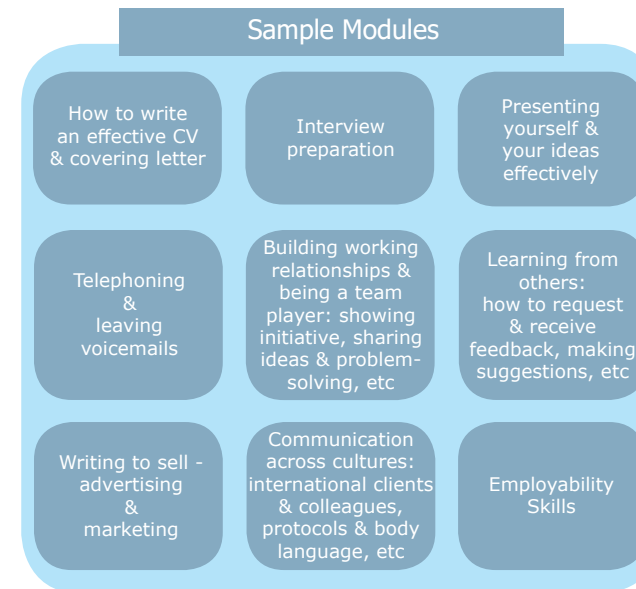 Sample Modules
How to write
an effective CV
& covering letter
Interview
preparation
Presenting
yourself &
your ideas
effectively
Telephoning
&
leaving
voicemails
Building working
relationships &
being a team
player: showing
initiative, sharing
ideas & problem-
solving, etc
Learning from
others:
how to request
& receive
feedback, making
suggestions, etc
Writing to sell -
advertising
&
marketing
Communication
across cultures:
international clients
& colleagues,
protocols & body
language, etc
Employability
Skills